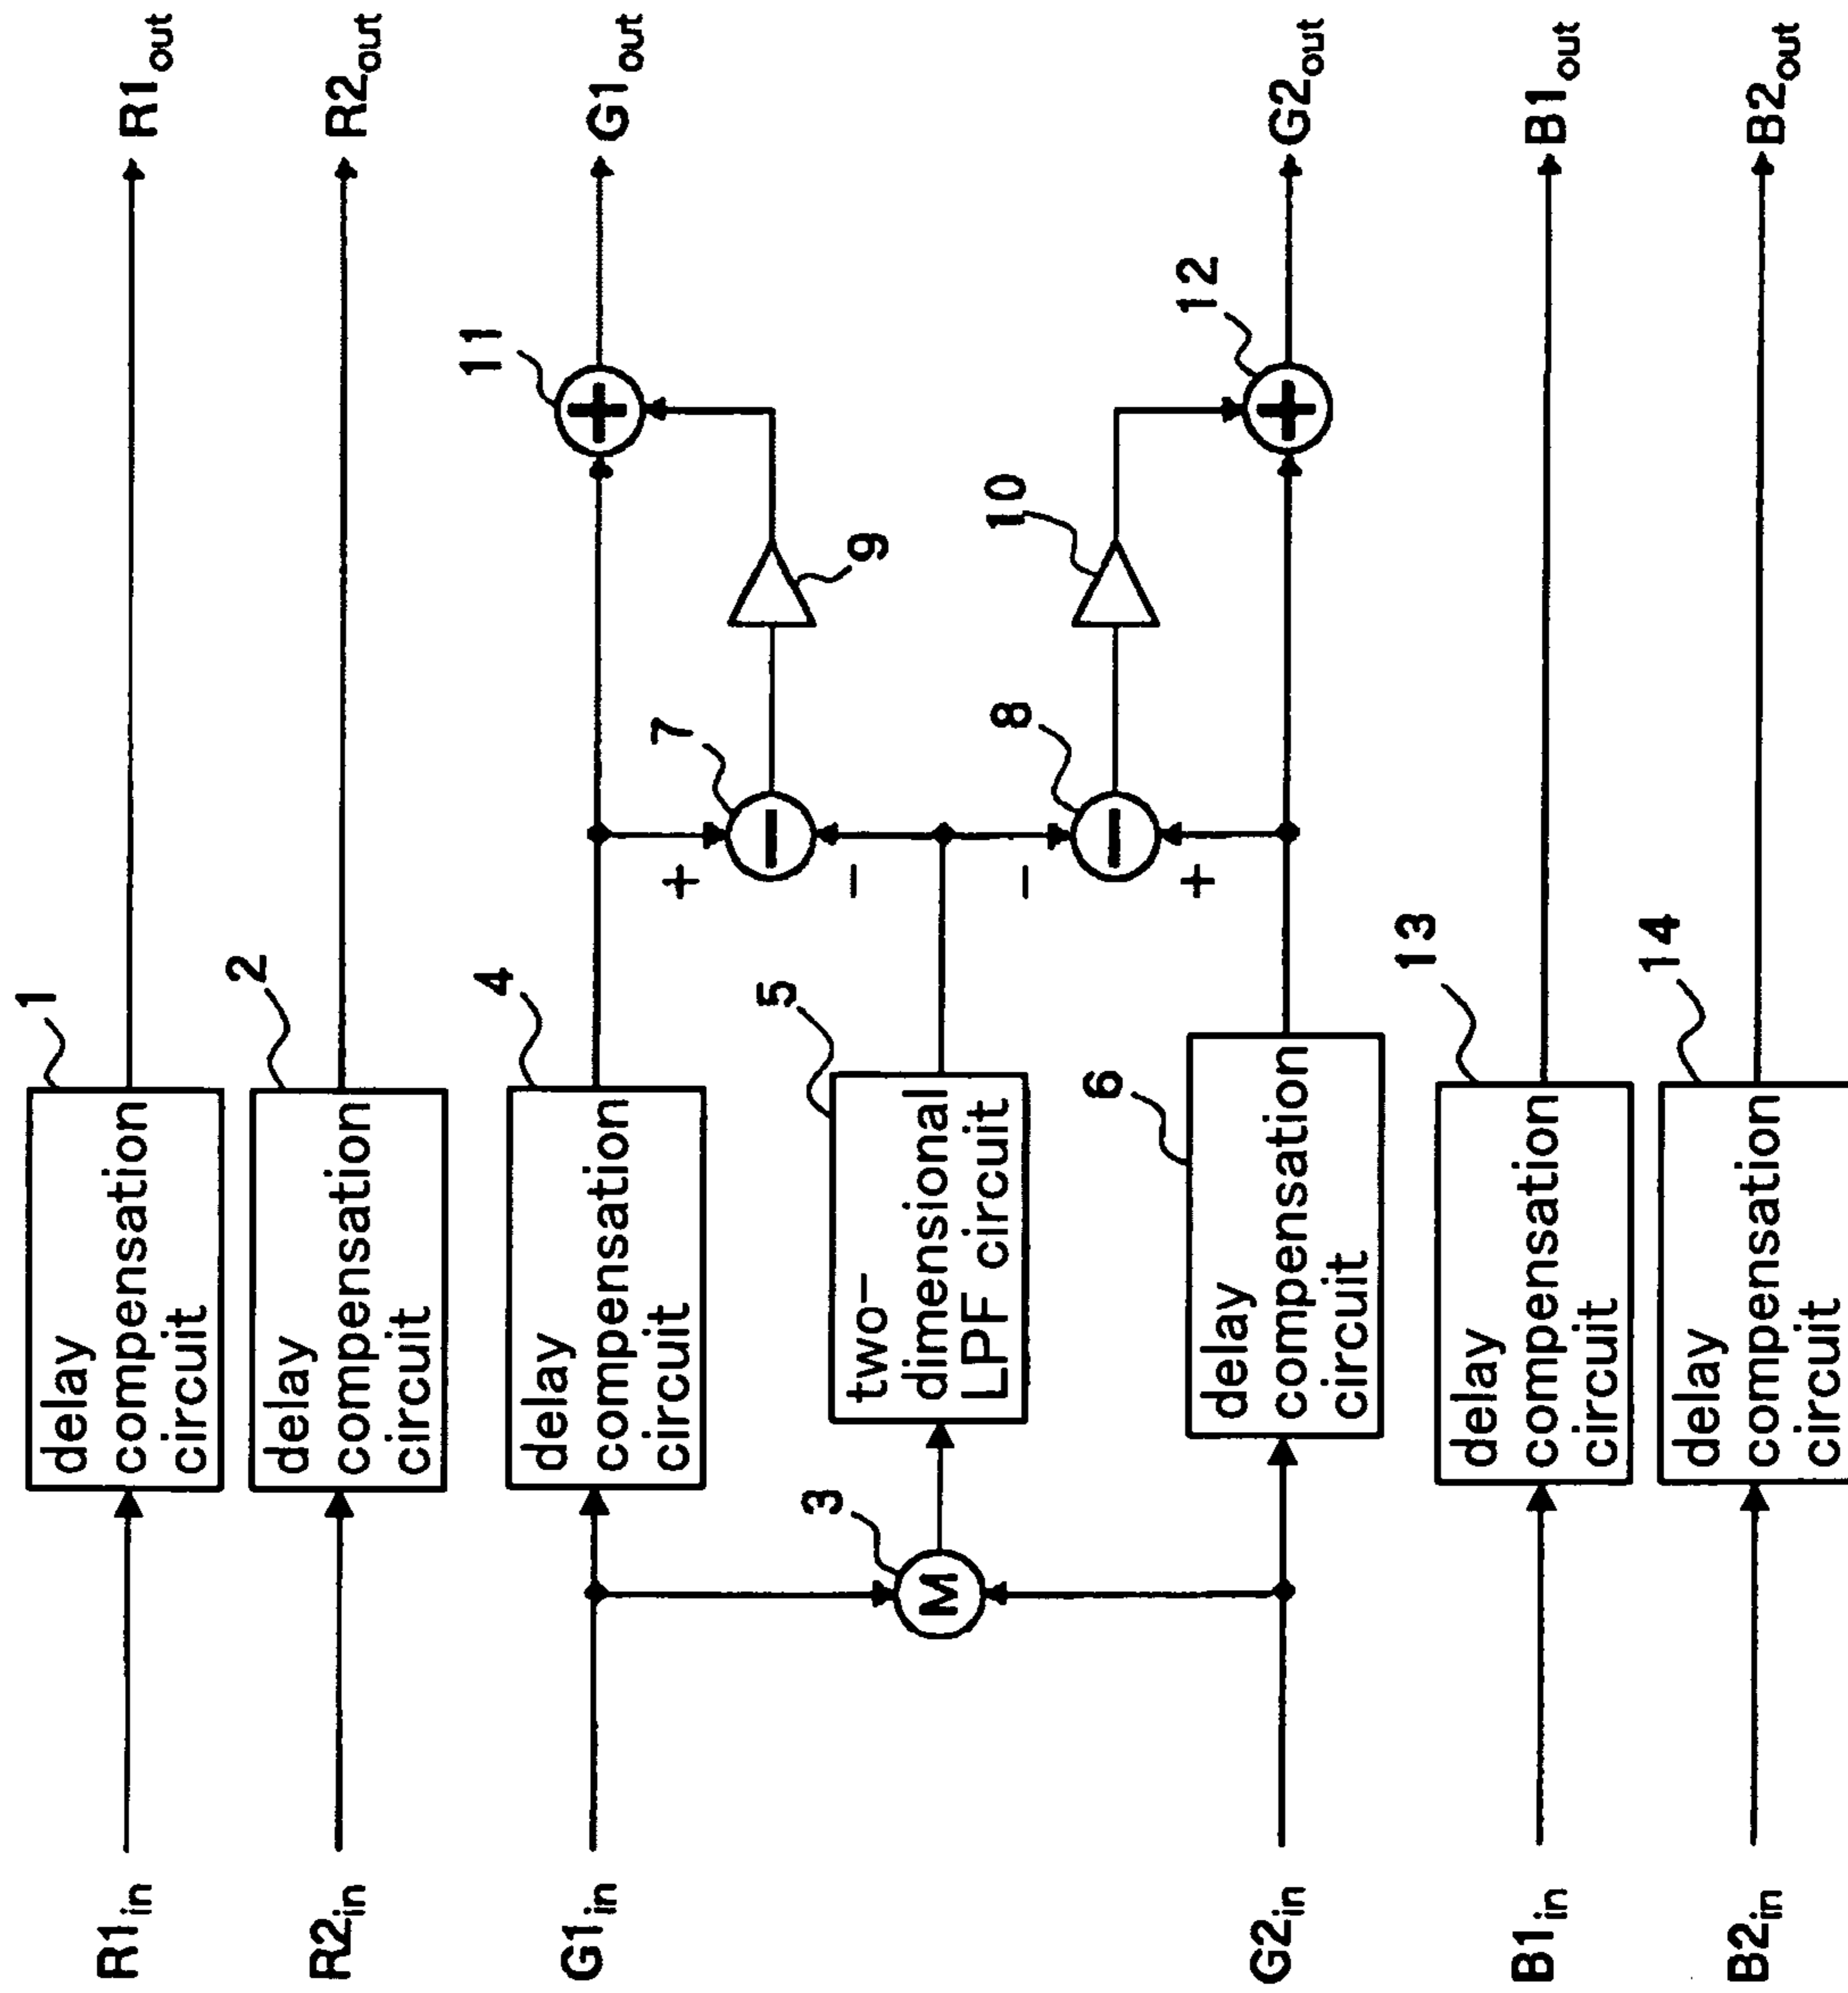 R1in
delay
compensation
circuit
1
R1out
R2in
delay
compensation
circuit
2
R2out
G1in
delay
compensation
circuit
4
11
G1out
+
7
9
3
M
two-
dimensional
LPF circuit
5
−
+
−
−
−
8
10
+
+
12
G2in
delay
compensation
circuit
6
G2out
B1in
delay
compensation
circuit
13
B1out
B2in
delay
compensation
circuit
14
B2out